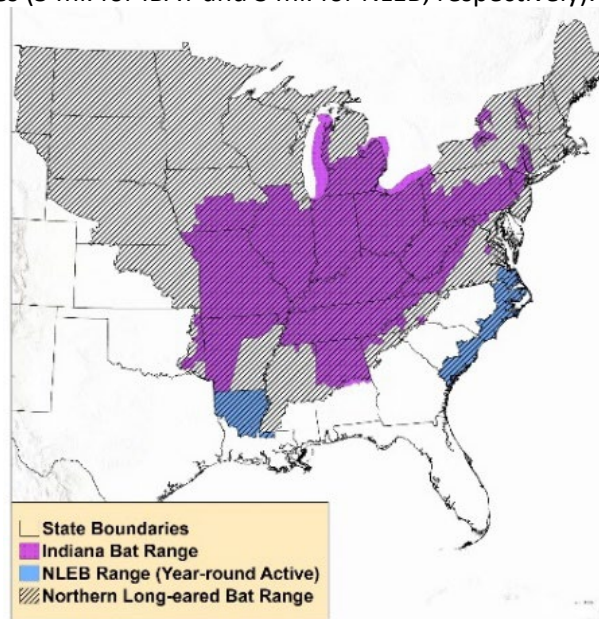 State Boundaries
Indiana Bat Range
NLEB Range (Year-round Active)
Northern Long-eared Bat Range